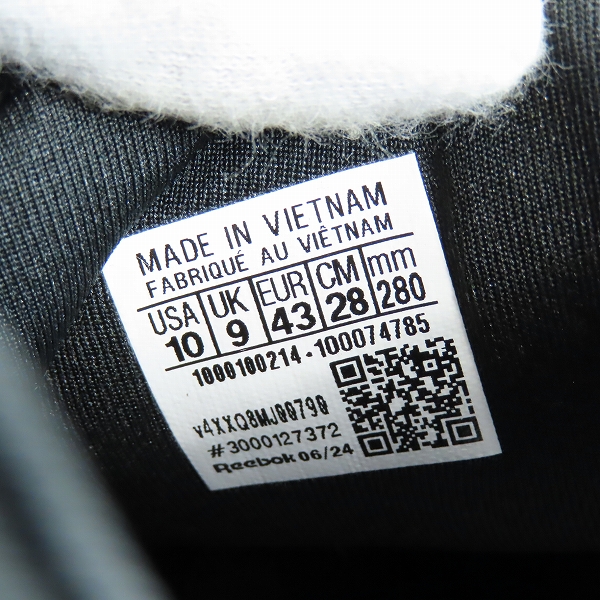 MADE IN VIETNAM
FABRIQUÉ AU VIÊTNAM
USA UK EUR CM mm
10 9 43 28 280
1000100214-100074785
v4XXQ8MJ00790
#3000127372
Reebok 06/24